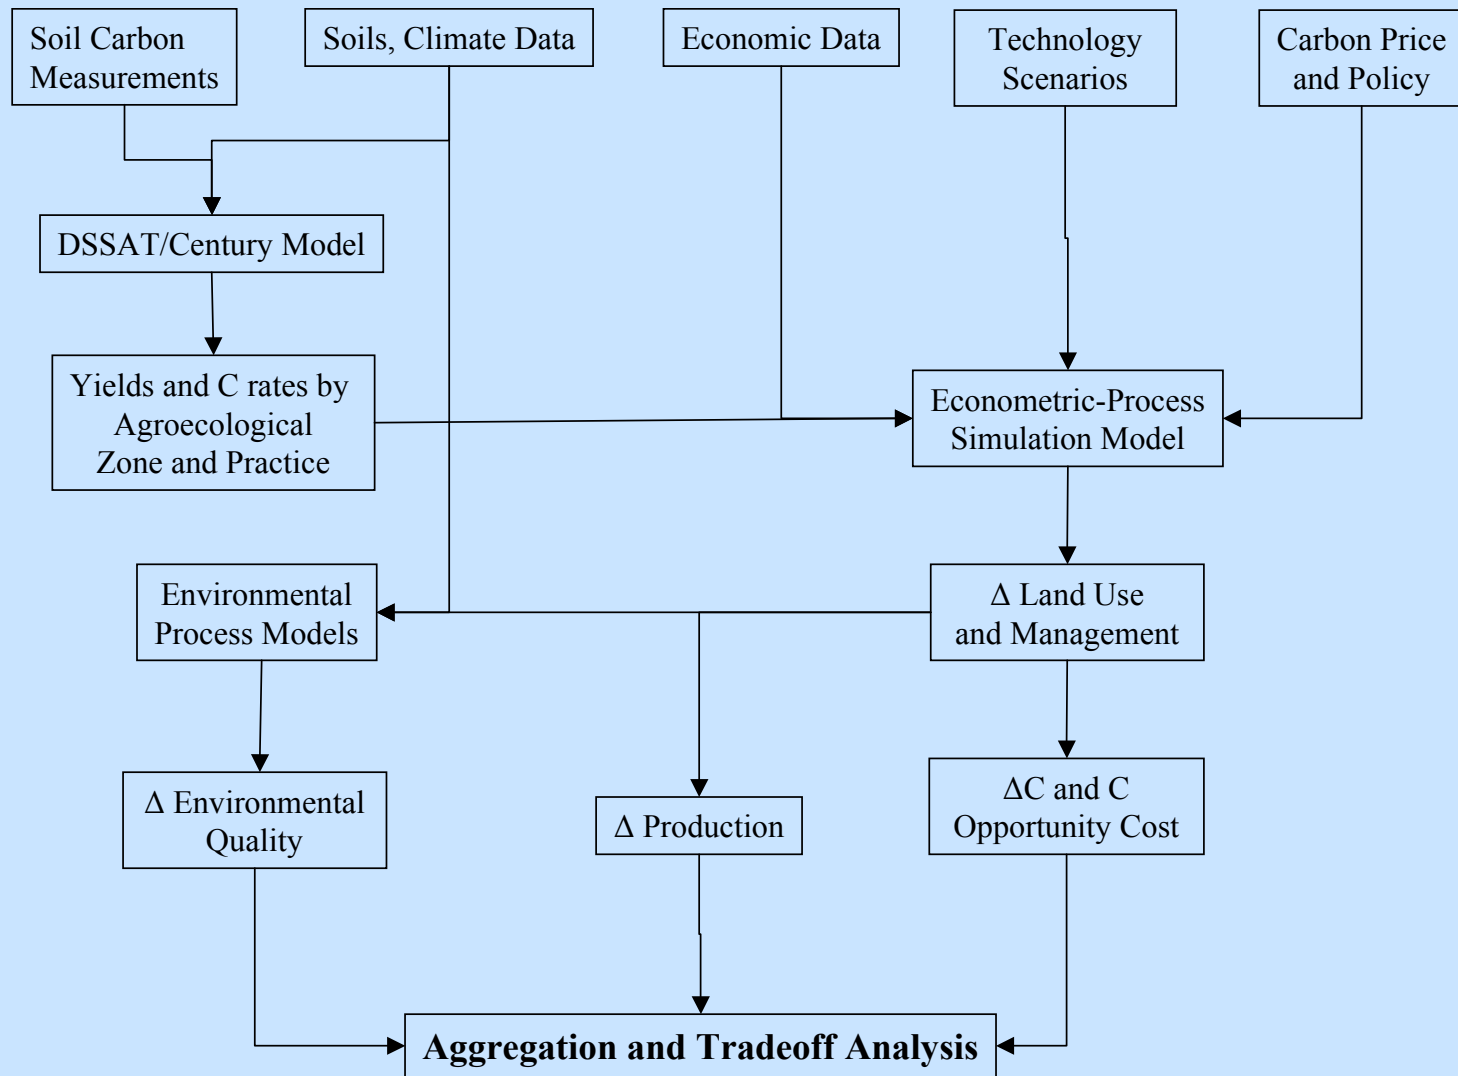 Soil Carbon
Measurements
Soils, Climate Data
Economic Data
Technology
Scenarios
Carbon Price
and Policy
DSSAT/Century Model
Yields and C rates by
Agroecological
Zone and Practice
Econometric-Process
Simulation Model
Environmental
Process Models
Δ Land Use
and Management
Δ Environmental
Quality
Δ Production
ΔC and C
Opportunity Cost
Aggregation and Tradeoff Analysis